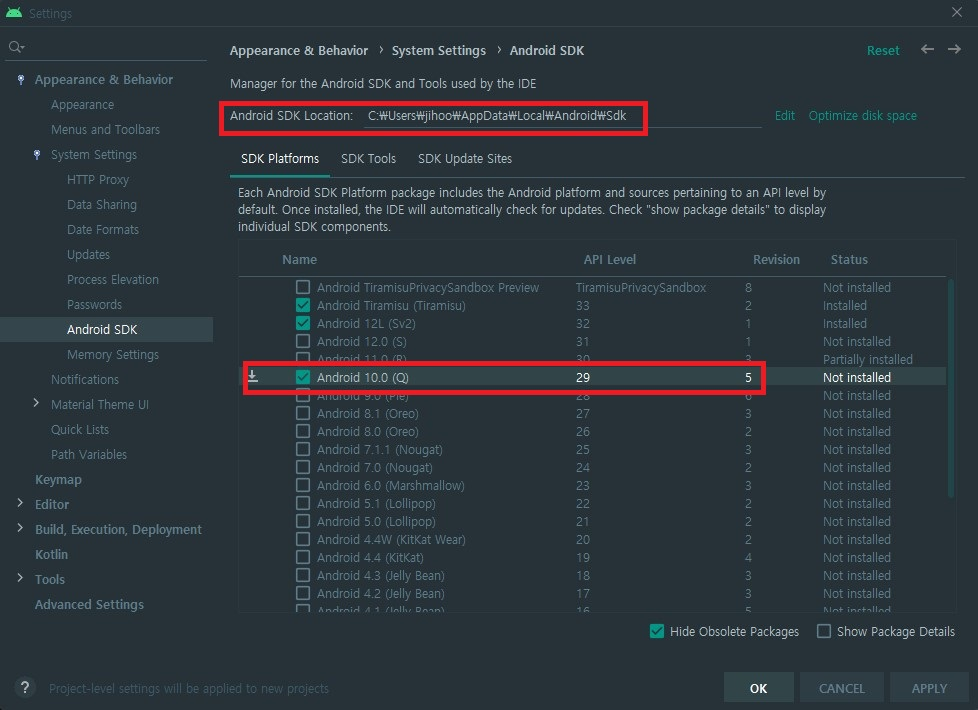 Settings
Appearance & Behavior
Appearance
Menus and Toolbars
System Settings
HTTP Proxy
Data Sharing
Date Formats
Updates
Process Elevation
Passwords
Android SDK
Memory Settings
Notifications
Material Theme UI
Quick Lists
Path Variables
Keymap
Editor
Build, Execution, Deployment
Kotlin
Tools
Advanced Settings
Appearance & Behavior › System Settings › Android SDK
Reset
Manager for the Android SDK and Tools used by the IDE
Android SDK Location: C:₩Users₩jihoo₩AppData₩Local₩Android₩Sdk
Edit Optimize disk space
SDK Platforms SDK Tools SDK Update Sites
Each Android SDK Platform package includes the Android platform and sources pertaining to an API level by
default. Once installed, the IDE will automatically check for updates. Check "show package details" to display
individual SDK components.
Name API Level Revision Status
Android TiramisuPrivacySandbox Preview TiramisuPrivacySandbox 8 Not installed
Android Tiramisu (Tiramisu) 33 2 Installed
Android 12L (Sv2) 32 1 Installed
Android 12.0 (S) 31 1 Not installed
Android 11.0 (R) 30 3 Partially installed
Android 10.0 (Q) 29 5 Not installed
Android 9.0 (Pie) 28 6 Not installed
Android 8.1 (Oreo) 27 3 Not installed
Android 8.0 (Oreo) 26 2 Not installed
Android 7.1.1 (Nougat) 25 3 Not installed
Android 7.0 (Nougat) 24 2 Not installed
Android 6.0 (Marshmallow) 23 3 Not installed
Android 5.1 (Lollipop) 22 2 Not installed
Android 5.0 (Lollipop) 21 2 Not installed
Android 4.4W (KitKat Wear) 20 2 Not installed
Android 4.4 (KitKat) 19 4 Not installed
Android 4.3 (Jelly Bean) 18 3 Not installed
Android 4.2 (Jelly Bean) 17 3 Not installed
Android 4.1 (Jelly Bean) 16 5 Not installed
Hide Obsolete Packages Show Package Details
? Project-level settings will be applied to new projects
OK CANCEL APPLY